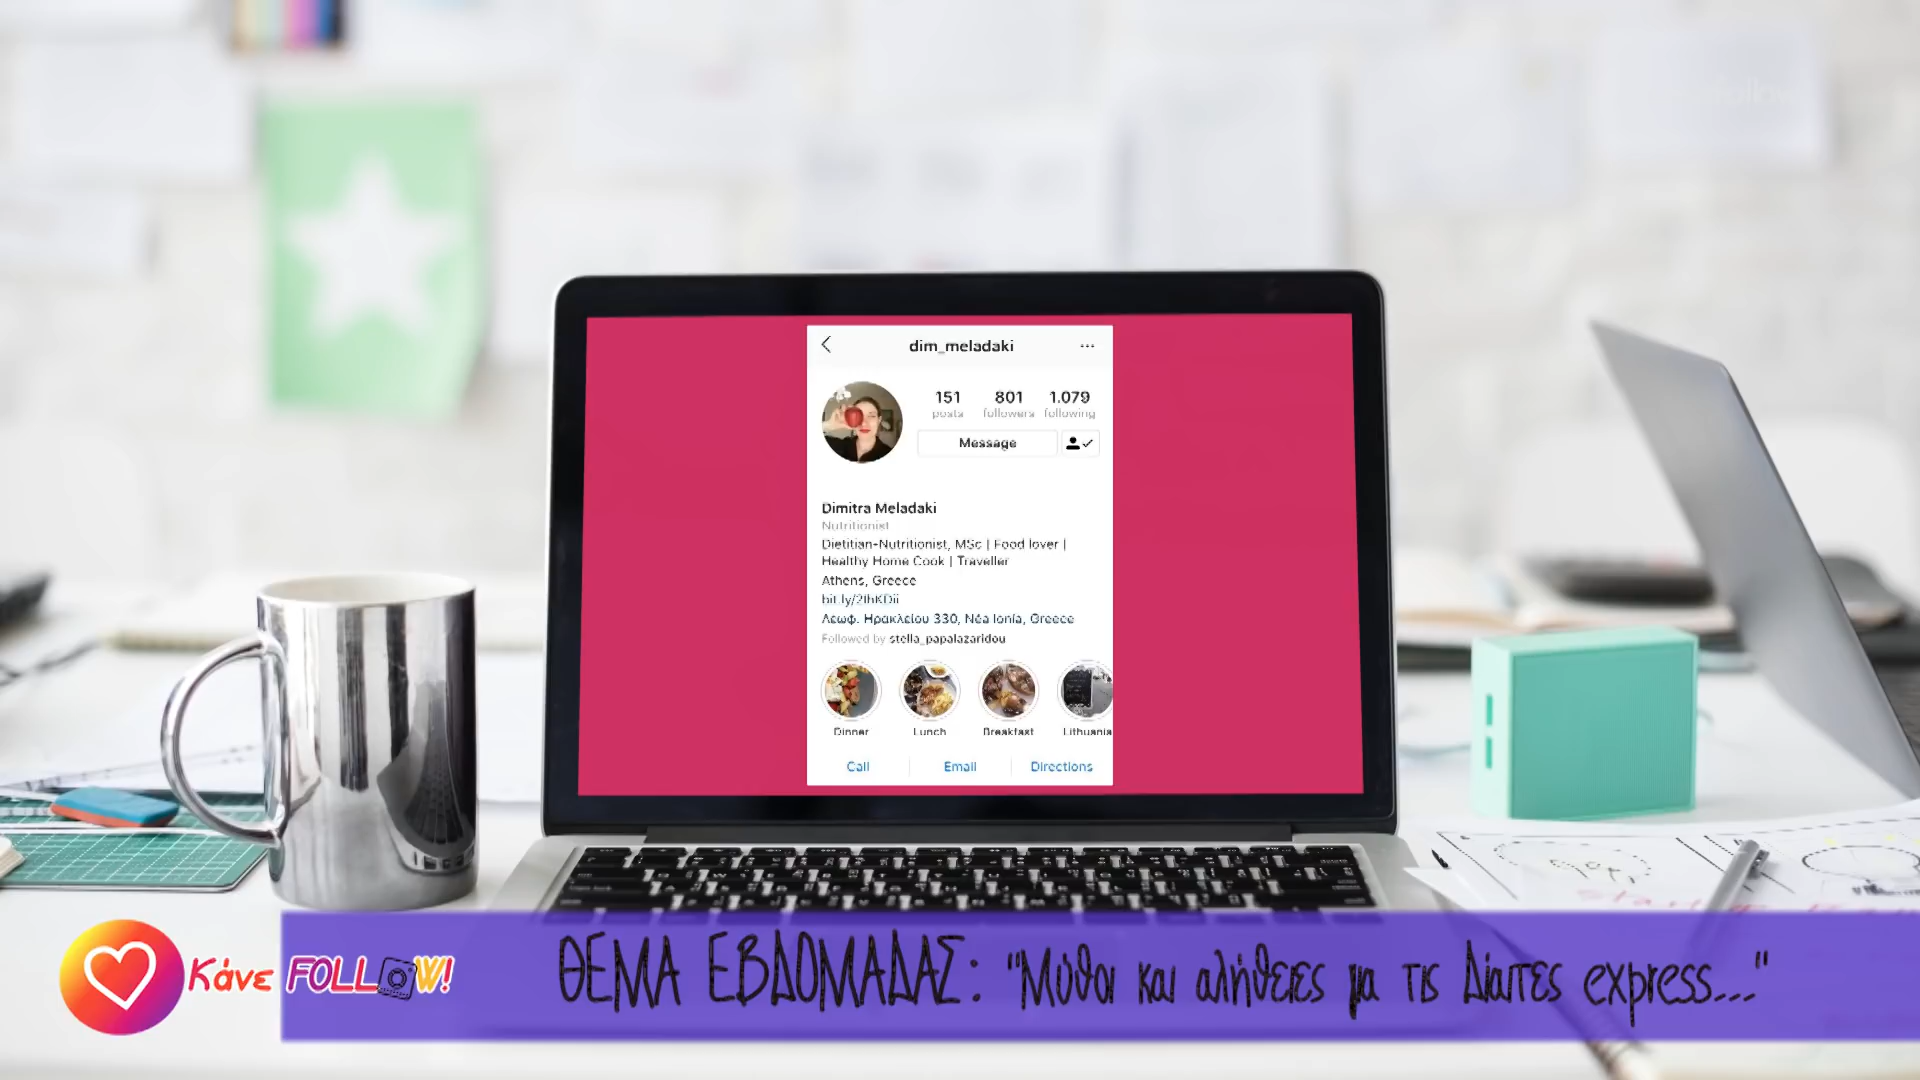 dim_meladaki
151 801 1.079
posts followers following
Message
Dimitra Meladaki
Nutritionist
Dietitian-Nutritionist, MSc | Food lover |
Healthy Home Cook | Traveller
Athens, Greece
bit.ly/2thKDii
Λεωφ. Ηρακλείου 330, Νέα Ionia, Greece
Followed by stella_papalazaridou
Dinner Lunch Breakfast Lithuania
Call Email Directions
Κάνε FOLLOW!
ΘΕΜΑ ΕΒΔΟΜΑΔΑΣ: "Μύθοι και αλήθειες για τις Δίαιτες express..."